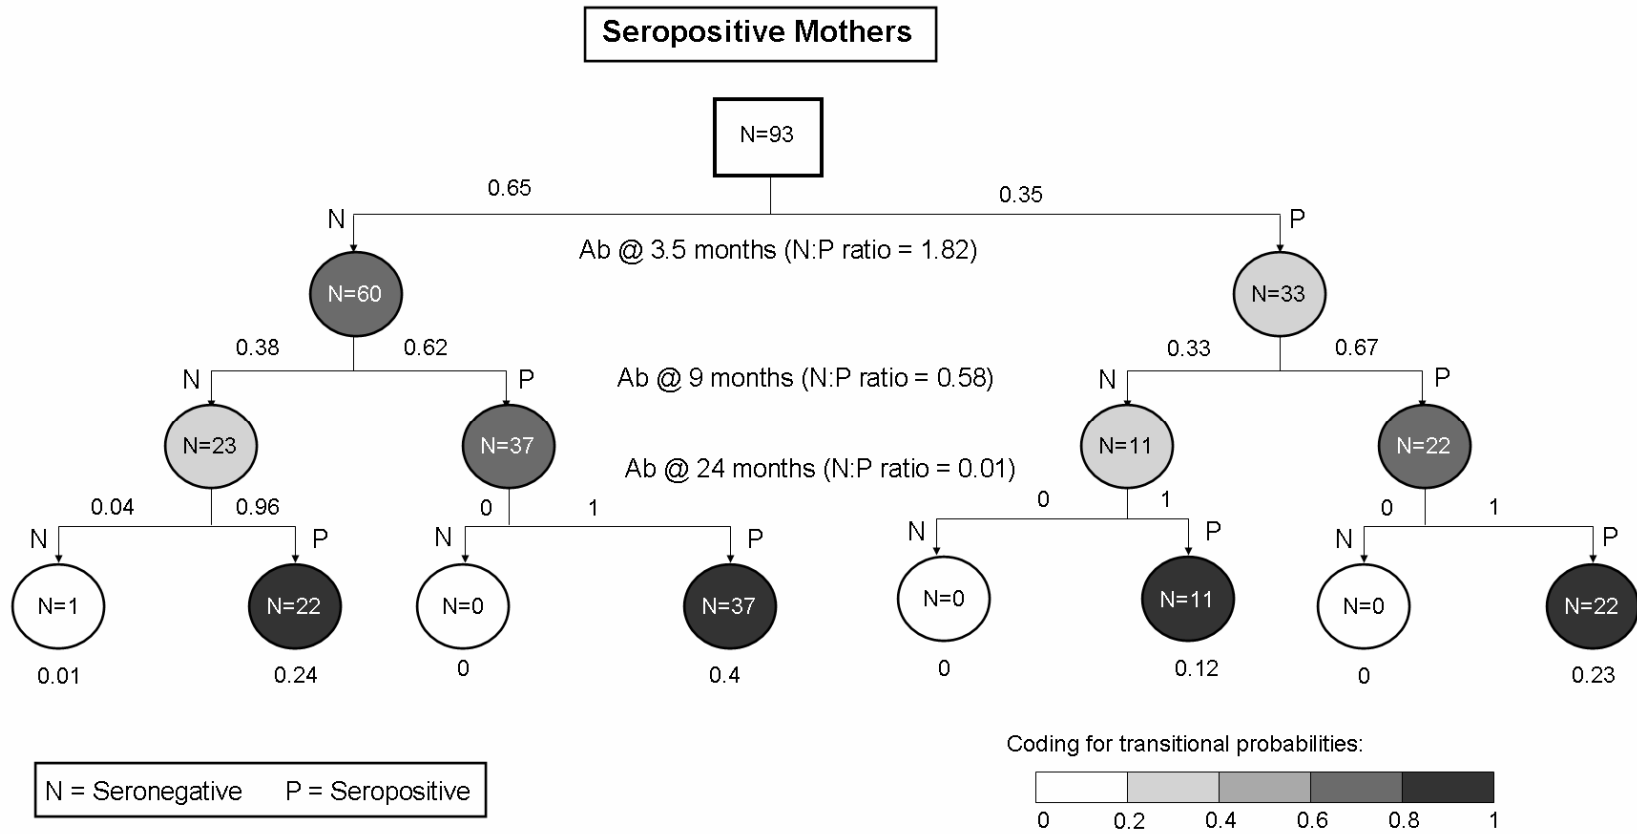 Seropositive Mothers
N=93
0.65 0.35
N P
Ab @ 3.5 months (N:P ratio = 1.82)
N=60 N=33
0.38 0.62 0.33 0.67
N P N P
Ab @ 9 months (N:P ratio = 0.58)
N=23 N=37 N=11 N=22
Ab @ 24 months (N:P ratio = 0.01)
0.04 0.96 0 1 0 1 0 1
N P N P N P N P
N=1 N=22 N=0 N=37 N=0 N=11 N=0 N=22
0.01 0.24 0 0.4 0 0.12 0 0.23
Coding for transitional probabilities:
N = Seronegative P = Seropositive
0 0.2 0.4 0.6 0.8 1